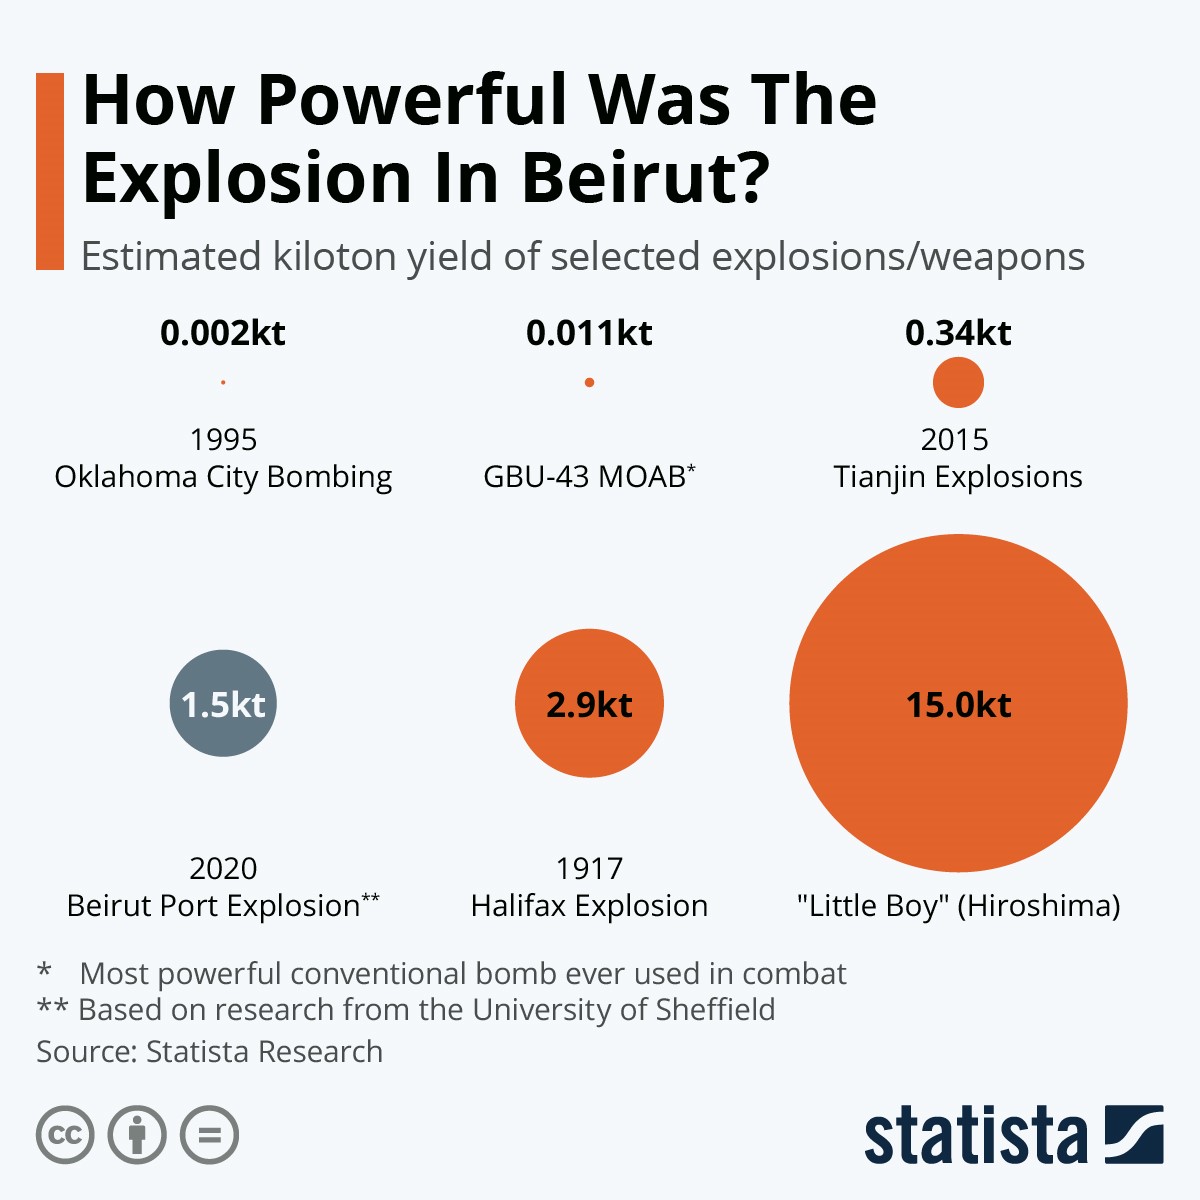 How Powerful Was The
Explosion In Beirut?
Estimated kiloton yield of selected explosions/weapons
0.002kt
1995
Oklahoma City Bombing
0.011kt
GBU-43 MOAB*
0.34kt
2015
Tianjin Explosions
1.5kt
2020
Beirut Port Explosion**
2.9kt
1917
Halifax Explosion
15.0kt
"Little Boy" (Hiroshima)
* Most powerful conventional bomb ever used in combat
** Based on research from the University of Sheffield
Source: Statista Research
cc
statista